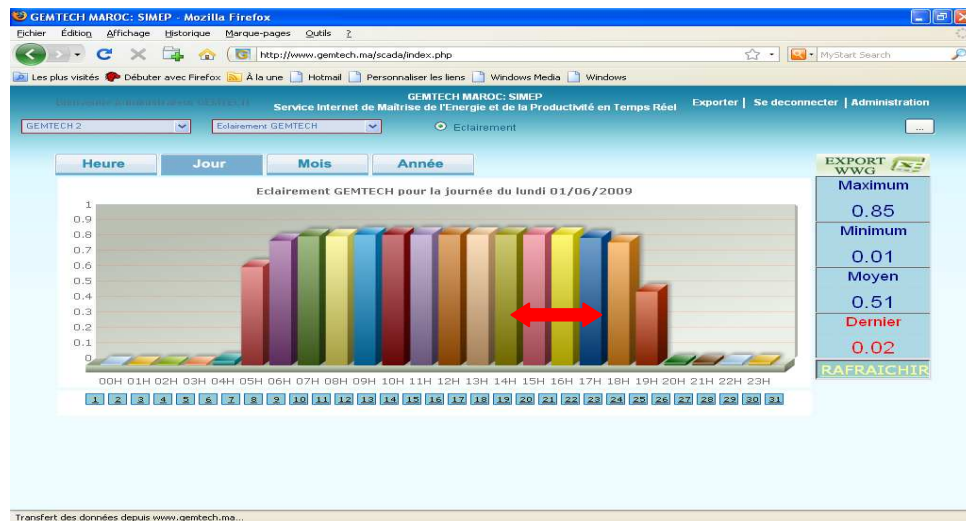 GEMTECH MAROC: SIMEP - Mozilla Firefox
Fichier Édition Affichage Historique Marque-pages Outils ?
http://www.gemtech.ma/scada/index.php
MyStart Search
Les plus visités Débuter avec Firefox À la une Hotmail Personnaliser les liens Windows Media Windows
GEMTECH MAROC: SIMEP
Service Internet de Maîtrise de l'Energie et de la Productivité en Temps Réel
Exporter | Se deconnecter | Administration
GEMTECH 2 Eclairement GEMTECH Eclairement ...
Heure Jour Mois Année
EXPORT
WWG
Eclairement GEMTECH pour la journée du lundi 01/06/2009
1
0.9
0.8
0.7
0.6
0.5
0.4
0.3
0.2
0.1
0
00H 01H 02H 03H 04H 05H 06H 07H 08H 09H 10H 11H 12H 13H 14H 15H 16H 17H 18H 19H 20H 21H 22H 23H
1 2 3 4 5 6 7 8 9 10 11 12 13 14 15 16 17 18 19 20 21 22 23 24 25 26 27 28 29 30 31
Maximum
0.85
Minimum
0.01
Moyen
0.51
Dernier
0.02
RAFRAICHIR
Transfert des données depuis www.gemtech.ma...